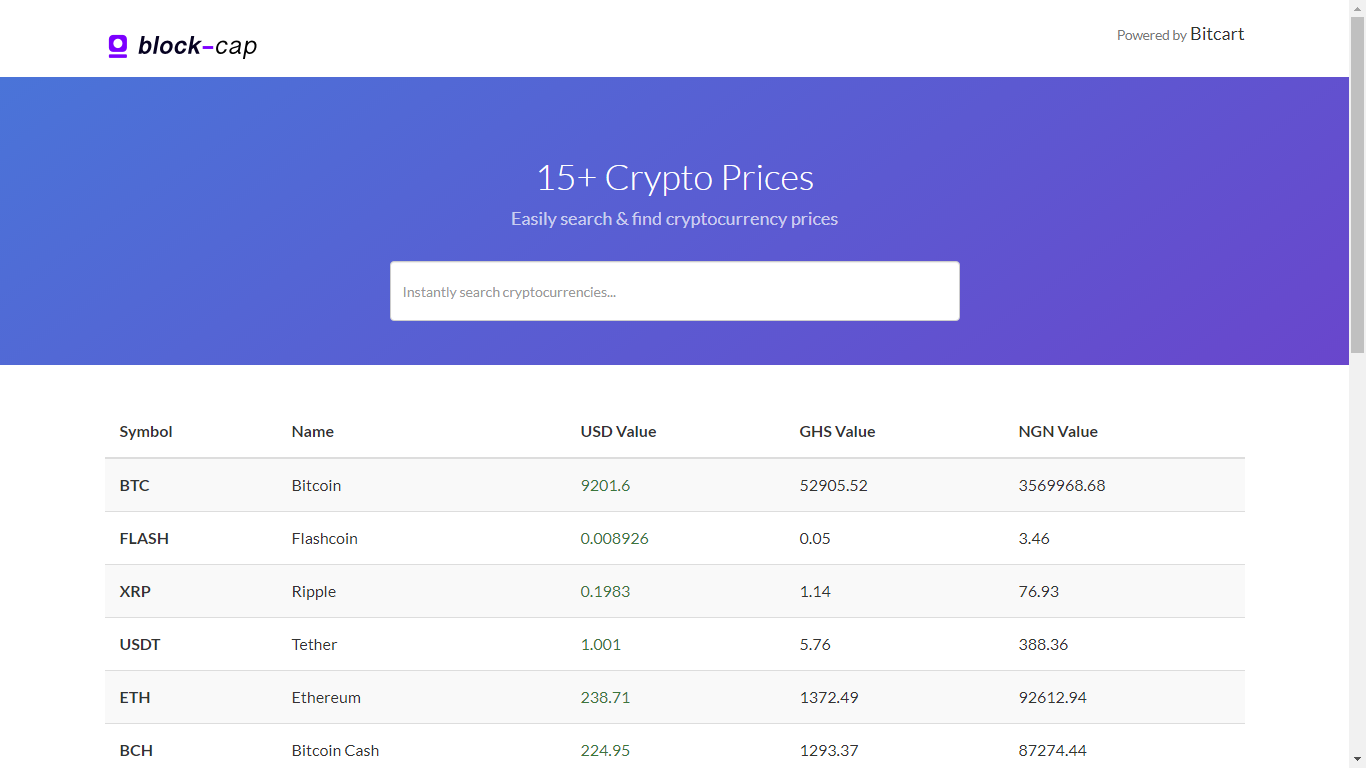 block-cap
Powered by Bitcart
15+ Crypto Prices
Easily search & find cryptocurrency prices
Instantly search cryptocurrencies...
Symbol Name USD Value GHS Value NGN Value
BTC Bitcoin 9201.6 52905.52 3569968.68
FLASH Flashcoin 0.008926 0.05 3.46
XRP Ripple 0.1983 1.14 76.93
USDT Tether 1.001 5.76 388.36
ETH Ethereum 238.71 1372.49 92612.94
BCH Bitcoin Cash 224.95 1293.37 87274.44